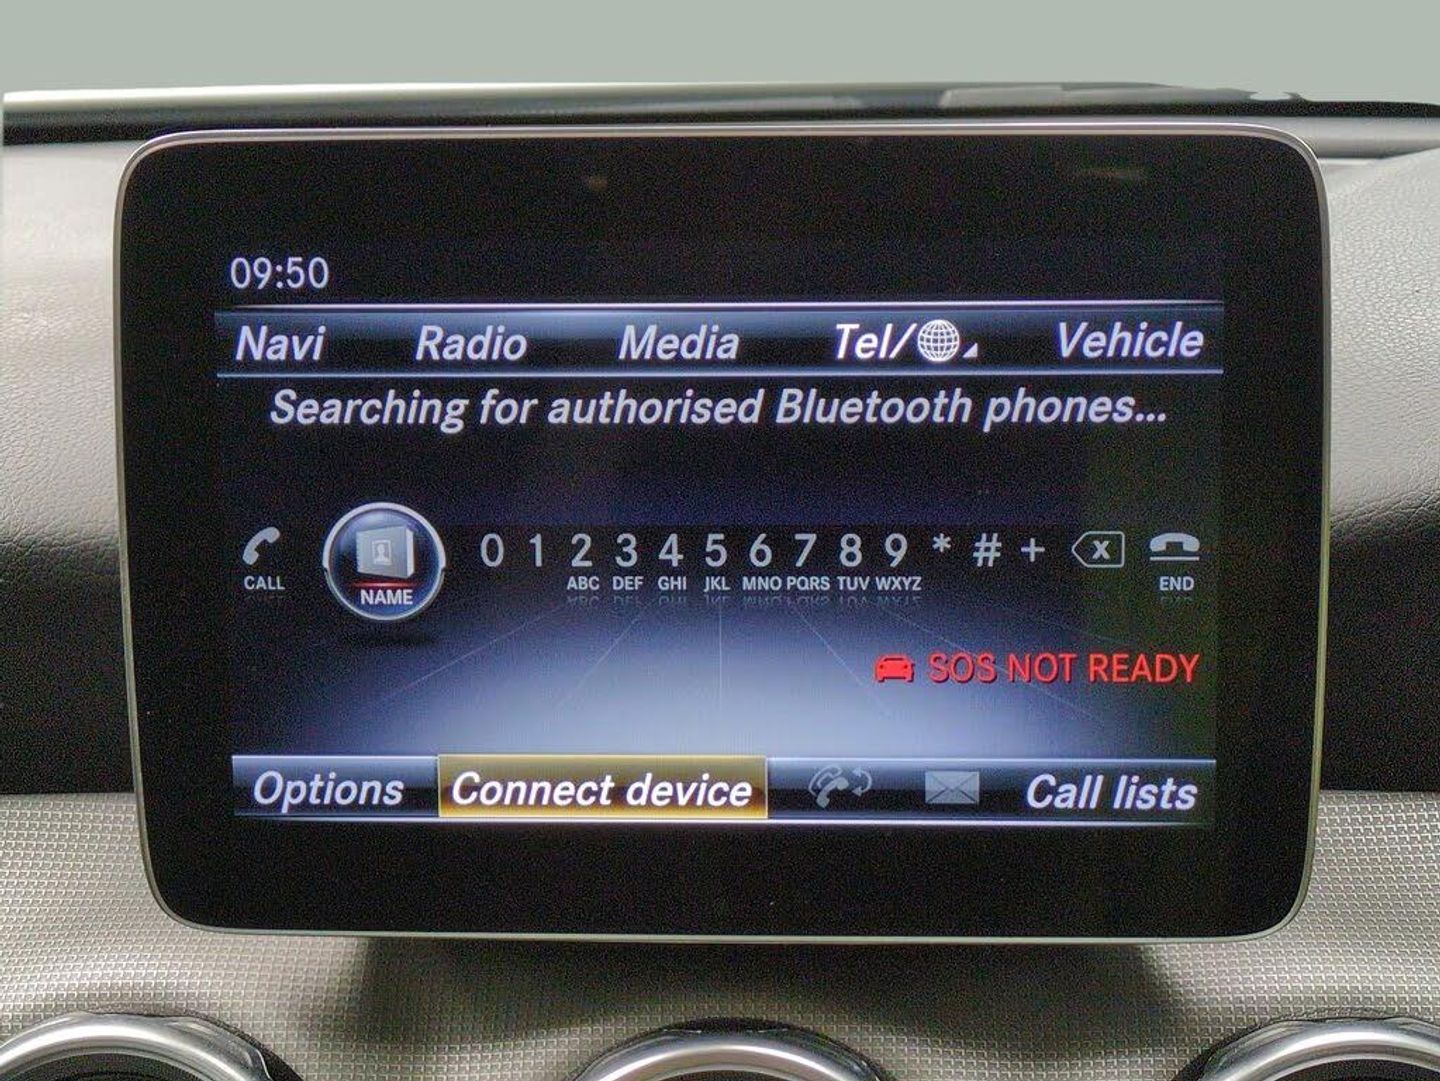 09:50
Navi Radio Media Tel/ Vehicle
Searching for authorised Bluetooth phones...
0 1 2 3 4 5 6 7 8 9 * # + x
CALL NAME ABC DEF GHI JKL MNO PQRS TUV WXYZ END
SOS NOT READY
Options Connect device Call lists